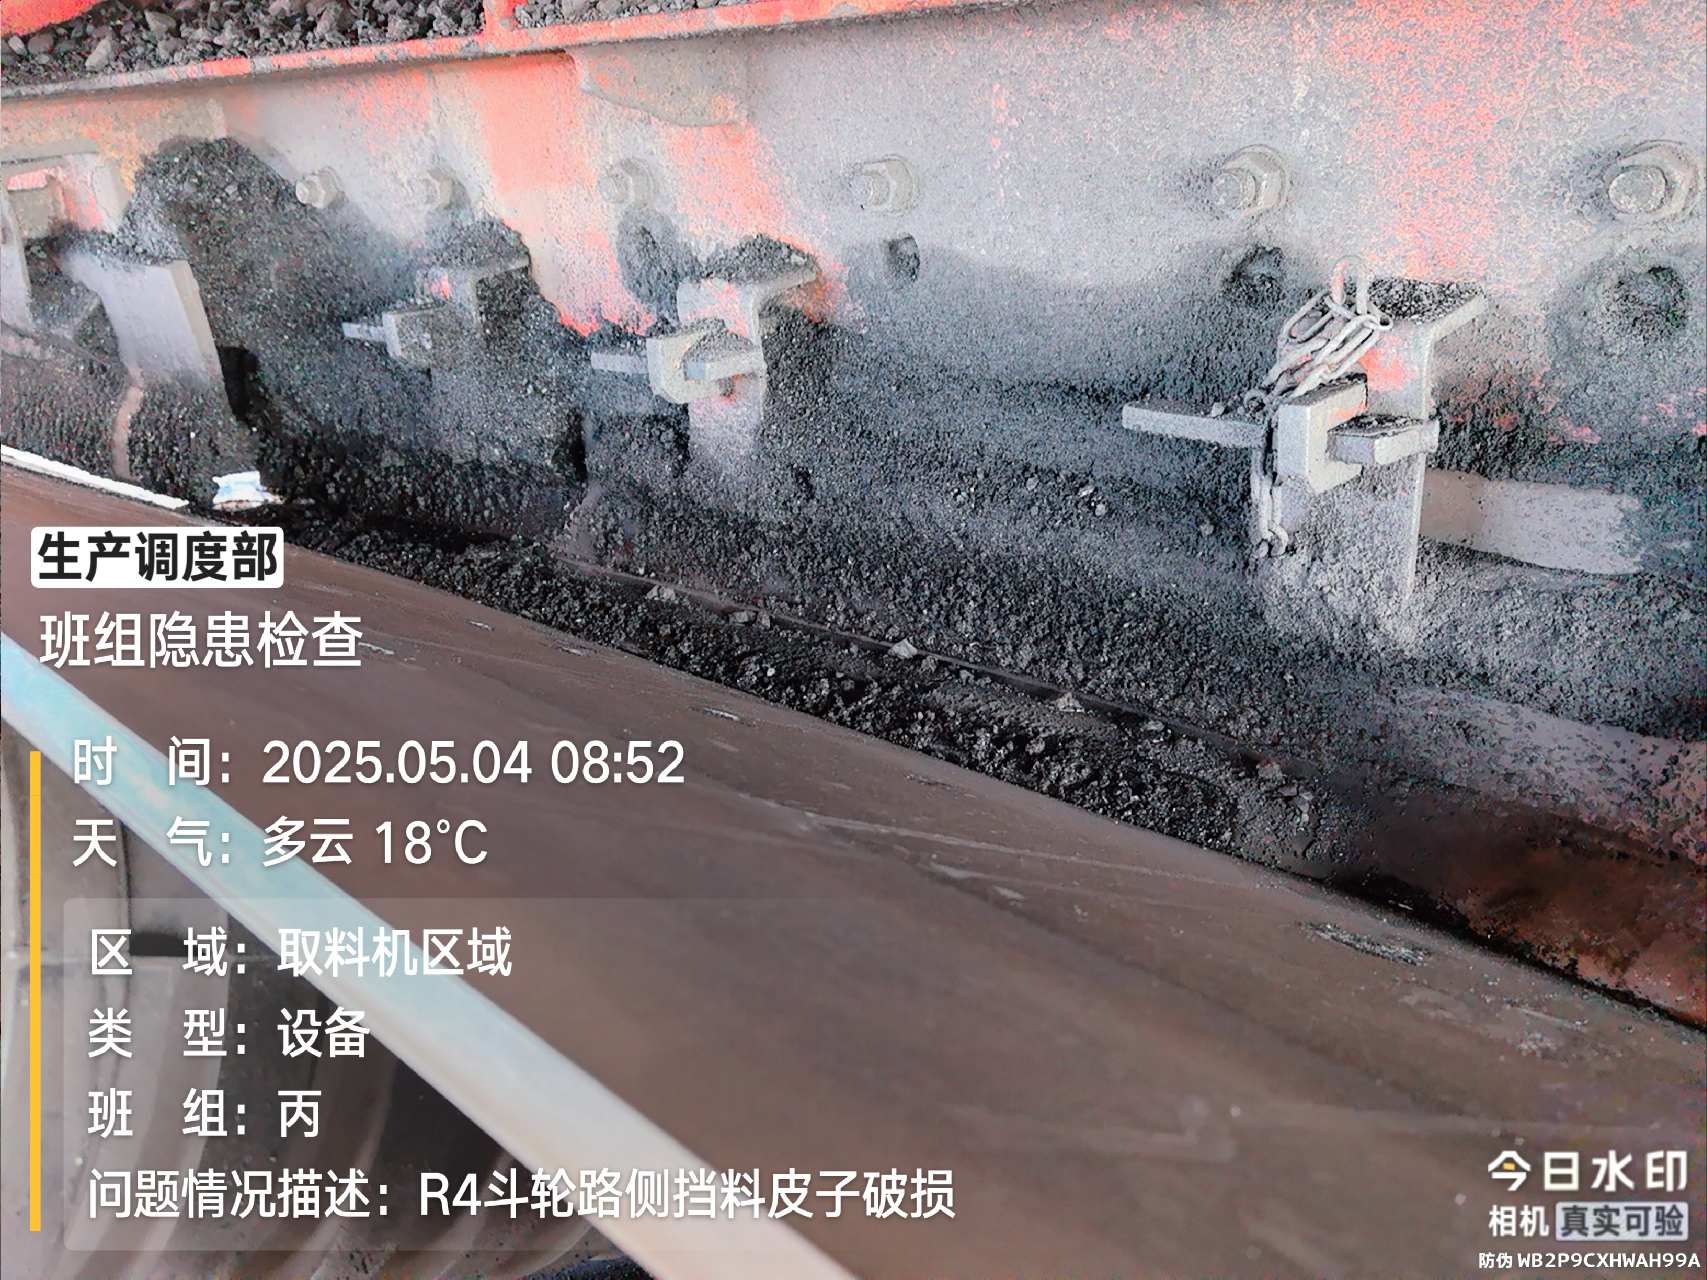 生产调度部
班组隐患检查
时 间：2025.05.04 08:52
天 气：多云 18℃
区 域：取料机区域
类 型：设备
班 组：丙
问题情况描述：R4斗轮路侧挡料皮子破损
今日水印
相机 真实可验
防伪 WB2P9CXHWAH99A